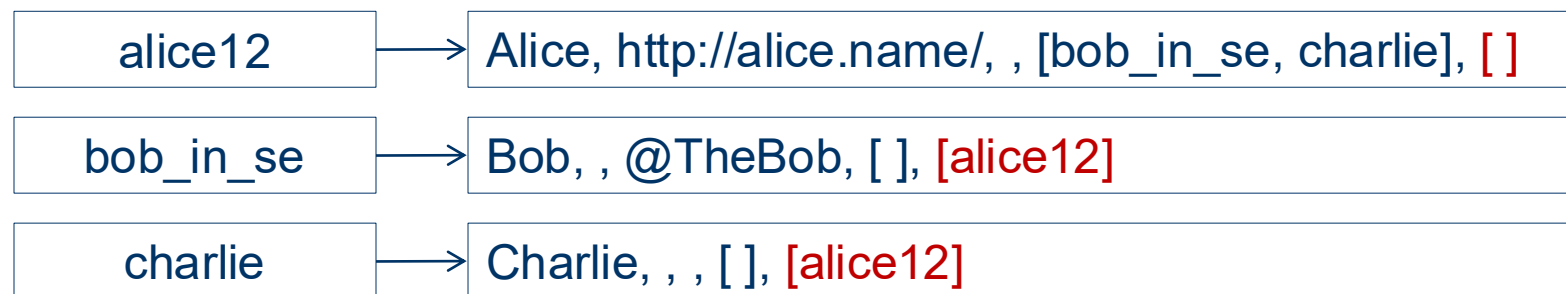 alice12 Alice, http://alice.name/, , [bob_in_se, charlie], [ ]
bob_in_se Bob, , @TheBob, [ ], [alice12]
charlie Charlie, , , [ ], [alice12]